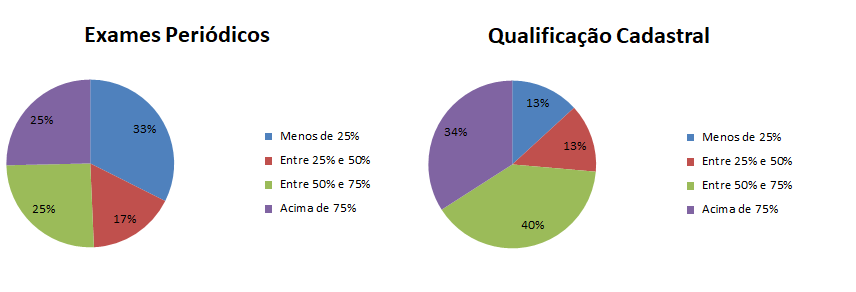 Exames Periódicos
33%
17%
25%
25%
Menos de 25%
Entre 25% e 50%
Entre 50% e 75%
Acima de 75%
Qualificação Cadastral
13%
13%
40%
34%
Menos de 25%
Entre 25% e 50%
Entre 50% e 75%
Acima de 75%